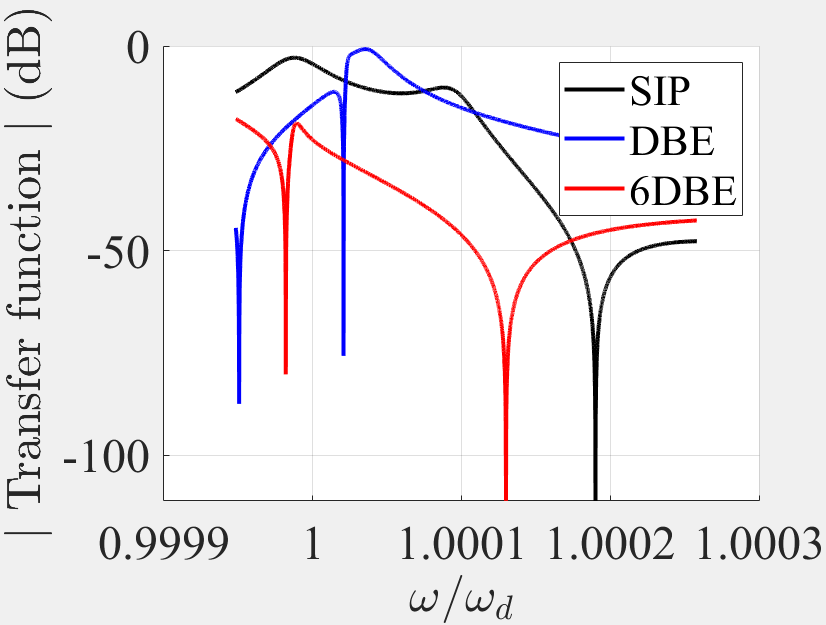 | Transfer function | (dB)
0
-50
-100
SIP
DBE
6DBE
0.9999 1 1.0001 1.0002 1.0003
ω/ω_d